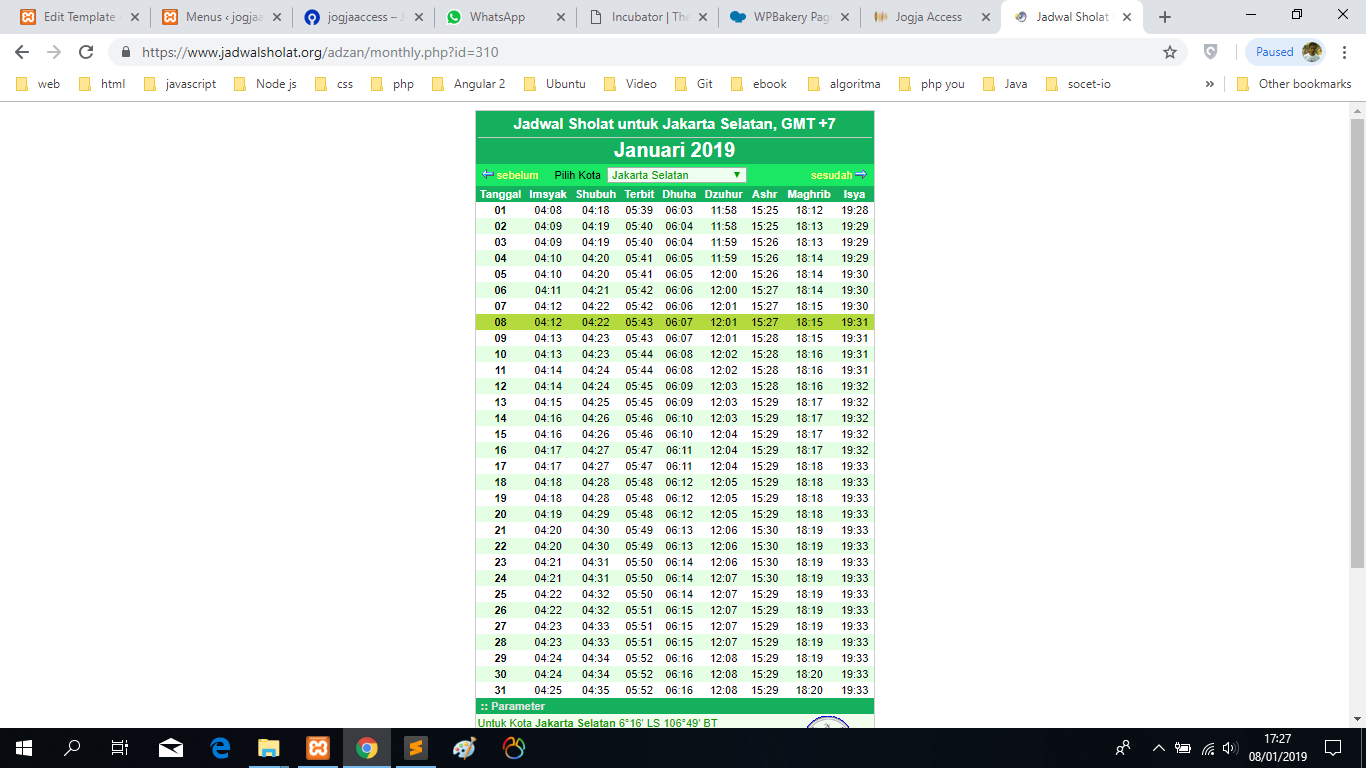 Edit Template
Menus ‹ jogjaa
jogjaaccess –
WhatsApp
Incubator | The
WPBakery Pag
Jogja Access
Jadwal Sholat
https://www.jadwalsholat.org/adzan/monthly.php?id=310
Paused
web html javascript Node js css php Angular 2 Ubuntu Video Git ebook algoritma php you Java socet-io » Other bookmarks
Jadwal Sholat untuk Jakarta Selatan, GMT +7
Januari 2019
sebelum Pilih Kota Jakarta Selatan sesudah
Tanggal Imsyak Shubuh Terbit Dhuha Dzuhur Ashr Maghrib Isya
01 04:08 04:18 05:39 06:03 11:58 15:25 18:12 19:28
02 04:09 04:19 05:40 06:04 11:58 15:25 18:13 19:29
03 04:09 04:19 05:40 06:04 11:59 15:26 18:13 19:29
04 04:10 04:20 05:41 06:05 11:59 15:26 18:14 19:29
05 04:10 04:20 05:41 06:05 12:00 15:26 18:14 19:30
06 04:11 04:21 05:42 06:06 12:00 15:27 18:14 19:30
07 04:12 04:22 05:42 06:06 12:01 15:27 18:15 19:30
08 04:12 04:22 05:43 06:07 12:01 15:27 18:15 19:31
09 04:13 04:23 05:43 06:07 12:01 15:28 18:15 19:31
10 04:13 04:23 05:44 06:08 12:02 15:28 18:16 19:31
11 04:14 04:24 05:44 06:08 12:02 15:28 18:16 19:31
12 04:14 04:24 05:45 06:09 12:03 15:28 18:16 19:32
13 04:15 04:25 05:45 06:09 12:03 15:29 18:17 19:32
14 04:16 04:26 05:46 06:10 12:03 15:29 18:17 19:32
15 04:16 04:26 05:46 06:10 12:04 15:29 18:17 19:32
16 04:17 04:27 05:47 06:11 12:04 15:29 18:17 19:32
17 04:17 04:27 05:47 06:11 12:04 15:29 18:18 19:33
18 04:18 04:28 05:48 06:12 12:05 15:29 18:18 19:33
19 04:18 04:28 05:48 06:12 12:05 15:29 18:18 19:33
20 04:19 04:29 05:48 06:12 12:05 15:29 18:18 19:33
21 04:20 04:30 05:49 06:13 12:06 15:30 18:19 19:33
22 04:20 04:30 05:49 06:13 12:06 15:30 18:19 19:33
23 04:21 04:31 05:50 06:14 12:06 15:30 18:19 19:33
24 04:21 04:31 05:50 06:14 12:07 15:30 18:19 19:33
25 04:22 04:32 05:50 06:14 12:07 15:29 18:19 19:33
26 04:22 04:32 05:51 06:15 12:07 15:29 18:19 19:33
27 04:23 04:33 05:51 06:15 12:07 15:29 18:19 19:33
28 04:23 04:33 05:51 06:15 12:07 15:29 18:19 19:33
29 04:24 04:34 05:52 06:16 12:08 15:29 18:19 19:33
30 04:24 04:34 05:52 06:16 12:08 15:29 18:20 19:33
31 04:25 04:35 05:52 06:16 12:08 15:29 18:20 19:33
:: Parameter
Untuk Kota Jakarta Selatan 6°16' LS 106°49' BT
17:27
08/01/2019